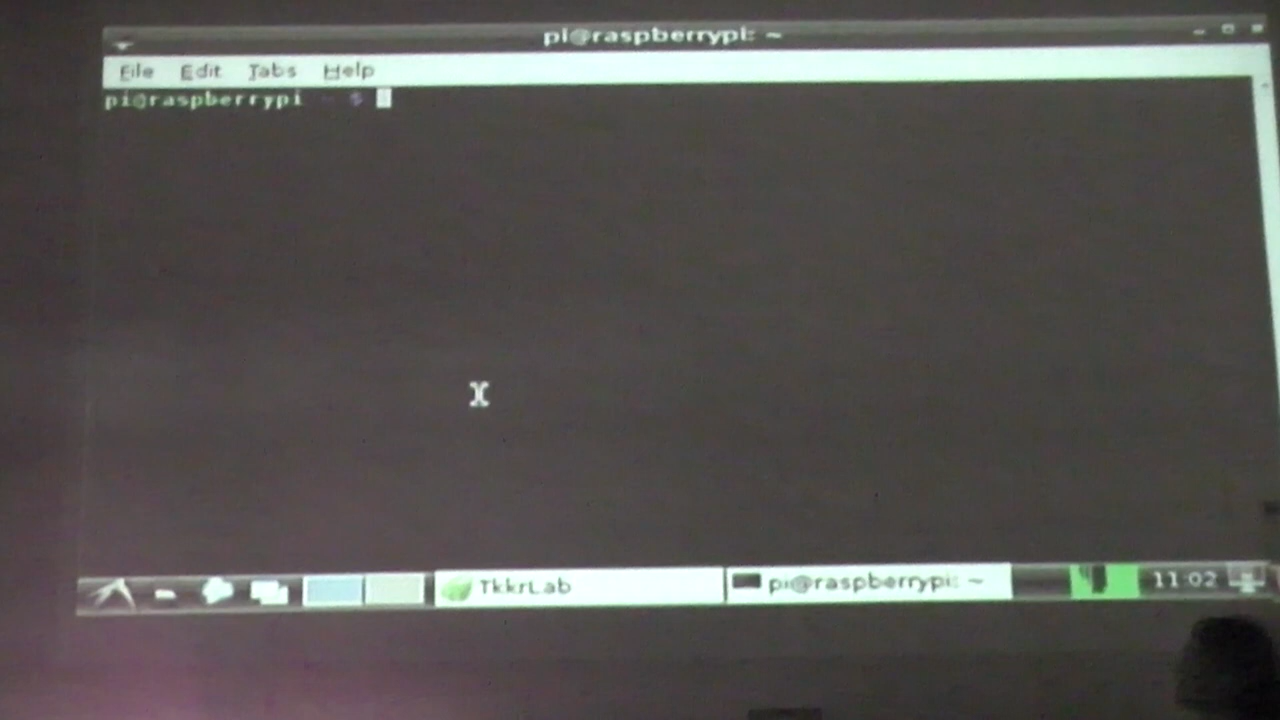 pi@raspberrypi: ~
File Edit Tabs Help
pi@raspberrypi ~ $
TkkrLab
pi@raspberrypi: ~
11:02